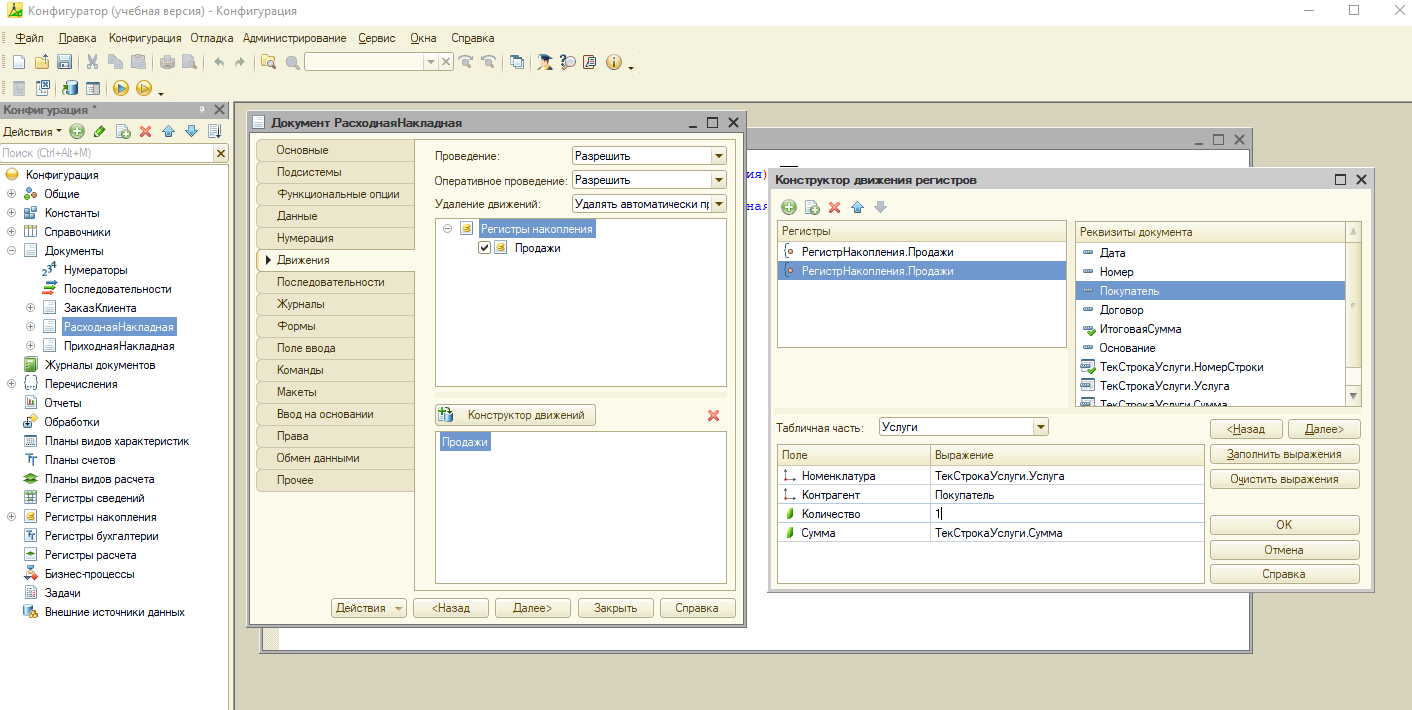 Конфигуратор (учебная версия) - Конфигурация
Файл Правка Конфигурация Отладка Администрирование Сервис Окна Справка
Конфигурация *
Действия
Поиск (Ctrl+Alt+M)
Конфигурация
Общие
Константы
Справочники
Документы
Нумераторы
Последовательности
ЗаказКлиента
РасходнаяНакладная
ПриходнаяНакладная
Журналы документов
Перечисления
Отчеты
Обработки
Планы видов характеристик
Планы счетов
Планы видов расчета
Регистры сведений
Регистры накопления
Регистры бухгалтерии
Регистры расчета
Бизнес-процессы
Задачи
Внешние источники данных
Документ РасходнаяНакладная
Основные
Подсистемы
Функциональные опции
Данные
Нумерация
Движения
Последовательности
Журналы
Формы
Поле ввода
Команды
Макеты
Ввод на основании
Права
Обмен данными
Прочее
Проведение: Разрешить
Оперативное проведение: Разрешить
Удаление движений: Удалять автоматически пр
Регистры накопления
Продажи
Конструктор движений
Продажи
Действия <Назад Далее> Закрыть Справка
ия)
ная
Конструктор движения регистров
Регистры
РегистрНакопления.Продажи
РегистрНакопления.Продажи
Реквизиты документа
Дата
Номер
Покупатель
Договор
ИтоговаяСумма
Основание
ТекСтрокаУслуги.НомерСтроки
ТекСтрокаУслуги.Услуга
ТекСтрокаУслуги.Сумма
Табличная часть: Услуги
<Назад Далее>
Заполнить выражения
Очистить выражения
Поле Выражение
Номенклатура ТекСтрокаУслуги.Услуга
Контрагент Покупатель
Количество 1
Сумма ТекСтрокаУслуги.Сумма
ОК
Отмена
Справка